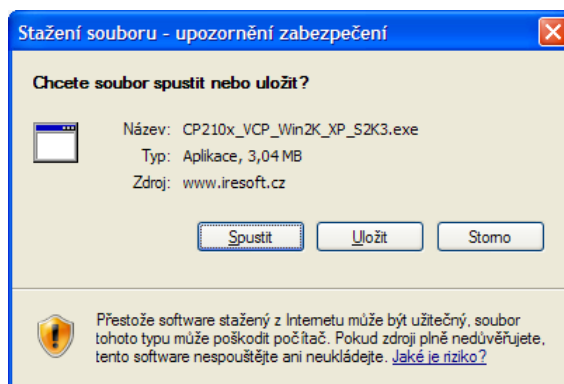 Stažení souboru - upozornění zabezpečení
Chcete soubor spustit nebo uložit?
Název: CP210x_VCP_Win2K_XP_S2K3.exe
Typ: Aplikace, 3,04 MB
Zdroj: www.iresoft.cz
Spustit Uložit Storno
Přestože software stažený z Internetu může být užitečný, soubor
tohoto typu může poškodit počítač. Pokud zdroji plně nedůvěřujete,
tento software nespouštějte ani neukládejte. Jaké je riziko?